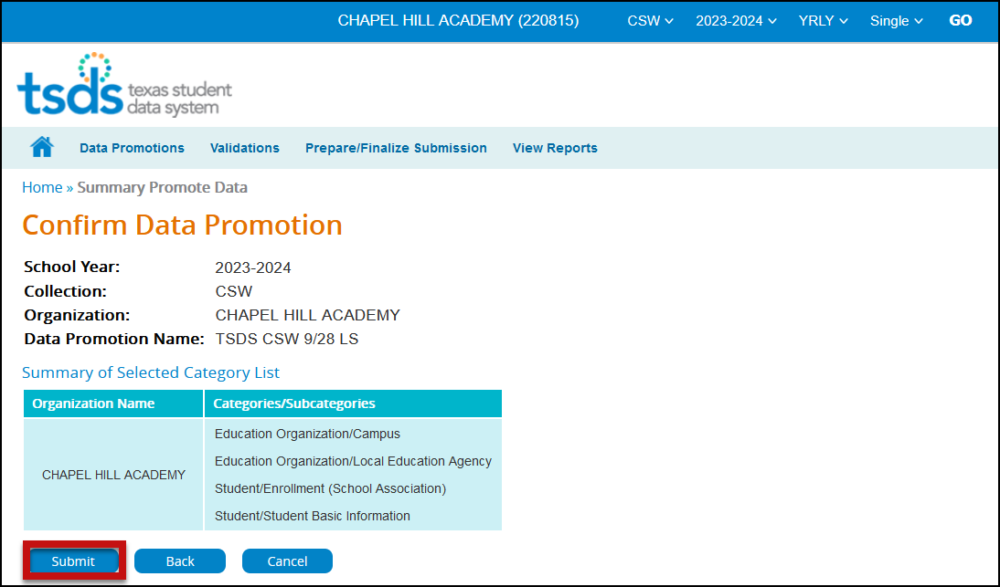 CHAPEL HILL ACADEMY (220815) CSW 2023-2024 YRLY Single GO
tsds texas student
data system
Data Promotions Validations Prepare/Finalize Submission View Reports
Home » Summary Promote Data
Confirm Data Promotion
School Year: 2023-2024
Collection: CSW
Organization: CHAPEL HILL ACADEMY
Data Promotion Name: TSDS CSW 9/28 LS
Summary of Selected Category List
Organization Name Categories/Subcategories
Education Organization/Campus
Education Organization/Local Education Agency
CHAPEL HILL ACADEMY
Student/Enrollment (School Association)
Student/Student Basic Information
Submit Back Cancel